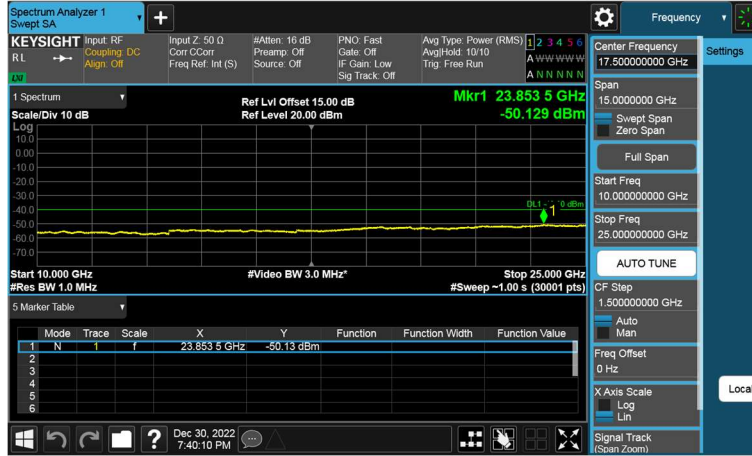 Spectrum Analyzer 1
Swept SA
+
Frequency
KEYSIGHT
RL
LXI
Input: RF
Coupling: DC
Align: Off
Input Z: 50 Ω
Corr CCorr
Freq Ref: Int (S)
#Atten: 16 dB
Preamp: Off
Source: Off
PNO: Fast
Gate: Off
IF Gain: Low
Sig Track: Off
Avg Type: Power (RMS)
Avg|Hold: 10/10
Trig: Free Run
1 2 3 4 5 6
A W W W W W
A N N N N N
1 Spectrum
Scale/Div 10 dB
Ref Lvl Offset 15.00 dB
Ref Level 20.00 dBm
Mkr1 23.853 5 GHz
-50.129 dBm
Log
10.0
0.00
-10.0
-20.0
-30.0
-40.0
-50.0
-60.0
-70.0
1
Start 10.000 GHz
#Res BW 1.0 MHz
#Video BW 3.0 MHz*
Stop 25.000 GHz
#Sweep ~1.00 s (30001 pts)
5 Marker Table
Mode Trace Scale X Y Function Function Width Function Value
1 N 1 f 23.853 5 GHz -50.13 dBm
2
3
4
5
6
Dec 30, 2022
7:40:10 PM
?
Center Frequency
17.500000000 GHz
Span
15.0000000 GHz
Swept Span
Zero Span
Full Span
Start Freq
10.000000000 GHz
Stop Freq
25.000000000 GHz
AUTO TUNE
CF Step
1.500000000 GHz
Auto
Man
Freq Offset
0 Hz
X Axis Scale
Log
Lin
Signal Track
(Span Zoom)
Settings
Local